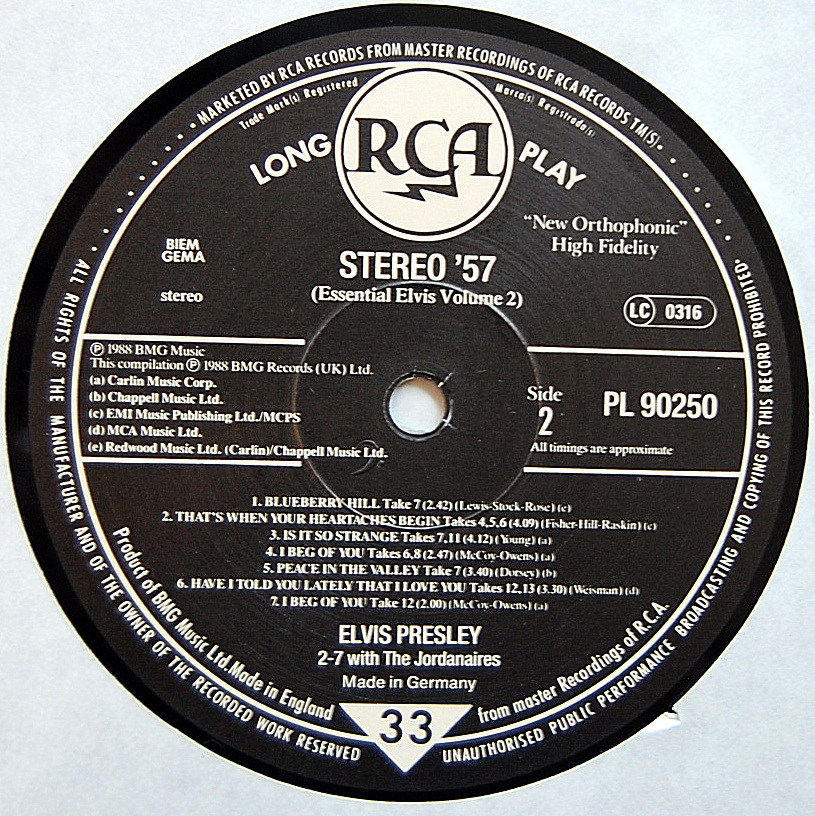 · MARKETED BY RCA RECORDS FROM MASTER RECORDINGS OF RCA RECORDS TM(S) ·
Trade Mark(s) Registered
Marca(s) Registrada(s)
LONG RCA PLAY
"New Orthophonic"
High Fidelity
BIEM
GEMA
stereo
STEREO '57
(Essential Elvis Volume 2)
LC 0316
Ⓟ 1988 BMG Music
This compilation Ⓟ 1988 BMG Records (UK) Ltd.
(a) Carlin Music Corp.
(b) Chappell Music Ltd.
(c) EMI Music Publishing Ltd./MCPS
(d) MCA Music Ltd.
(e) Redwood Music Ltd. (Carlin)/Chappell Music Ltd.
Side
2
PL 90250
All timings are approximate
1. BLUEBERRY HILL Take 7 (2.42) (Lewis-Stock-Rose) (e)
2. THAT'S WHEN YOUR HEARTACHES BEGIN Takes 4,5,6 (4.09) (Fisher-Hill-Raskin) (c)
3. IS IT SO STRANGE Takes 7,11 (4.12) (Young) (a)
4. I BEG OF YOU Takes 6,8 (2.47) (McCoy-Owens) (a)
5. PEACE IN THE VALLEY Take 7 (3.40) (Dorsey) (b)
6. HAVE I TOLD YOU LATELY THAT I LOVE YOU Takes 12,13 (3.30) (Weisman) (d)
7. I BEG OF YOU Take 12 (2.00) (McCoy-Owens) (a)
ELVIS PRESLEY
2-7 with The Jordanaires
Made in Germany
33
Product of BMG Music Ltd. Made in England
from master Recordings of R.C.A.
ALL RIGHTS OF THE MANUFACTURER AND OF THE OWNER OF THE RECORDED WORK RESERVED
UNAUTHORISED PUBLIC PERFORMANCE BROADCASTING AND COPYING OF THIS RECORD PROHIBITED·